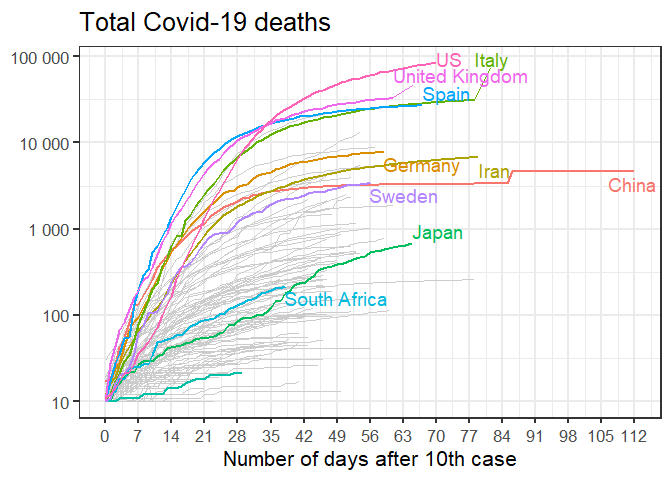 Total Covid-19 deaths
100 000
10 000
1 000
100
10
US
Italy
United Kingdom
Spain
Germany
Iran
China
Sweden
Japan
South Africa
0 7 14 21 28 35 42 49 56 63 70 77 84 91 98 105 112
Number of days after 10th case